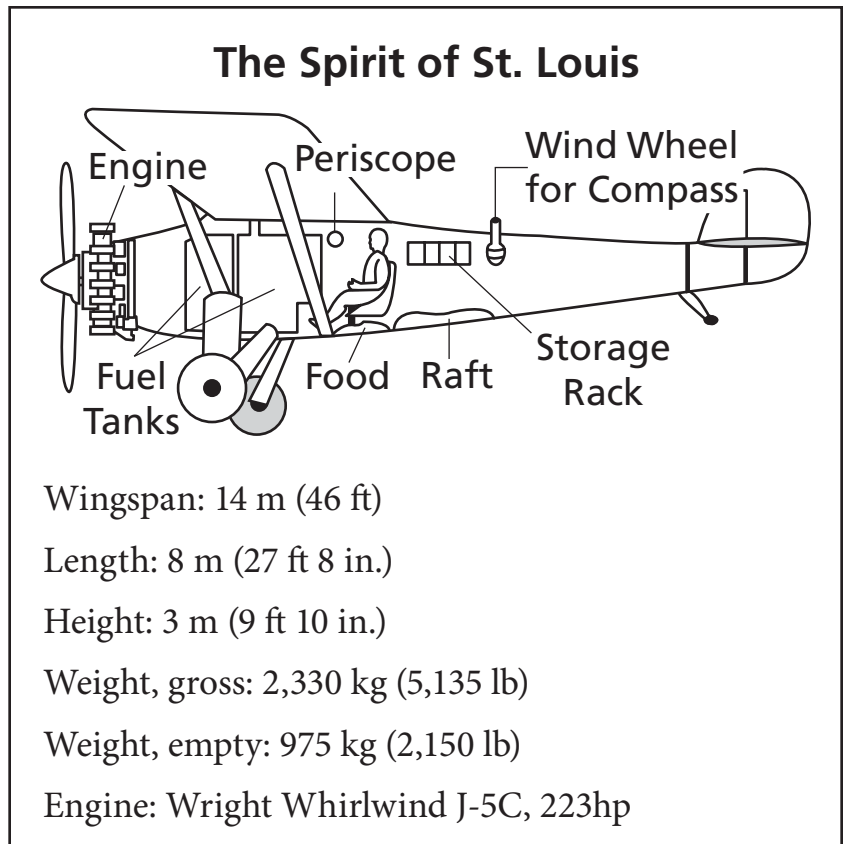 The Spirit of St. Louis
Engine
Periscope
Wind Wheel
for Compass
Fuel
Tanks
Food
Raft
Storage
Rack
Wingspan: 14 m (46 ft)
Length: 8 m (27 ft 8 in.)
Height: 3 m (9 ft 10 in.)
Weight, gross: 2,330 kg (5,135 lb)
Weight, empty: 975 kg (2,150 lb)
Engine: Wright Whirlwind J-5C, 223hp